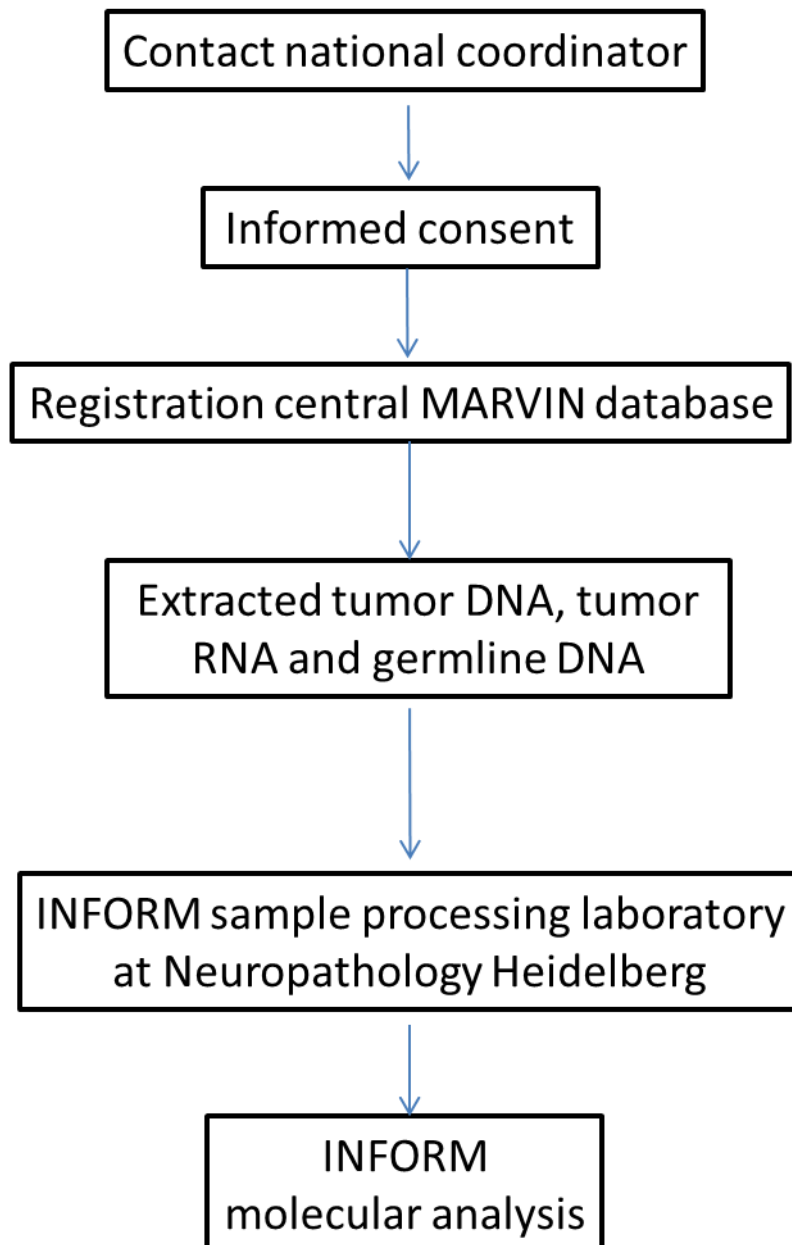 Contact national coordinator
Informed consent
Registration central MARVIN database
Extracted tumor DNA, tumor
RNA and germline DNA
INFORM sample processing laboratory
at Neuropathology Heidelberg
INFORM
molecular analysis